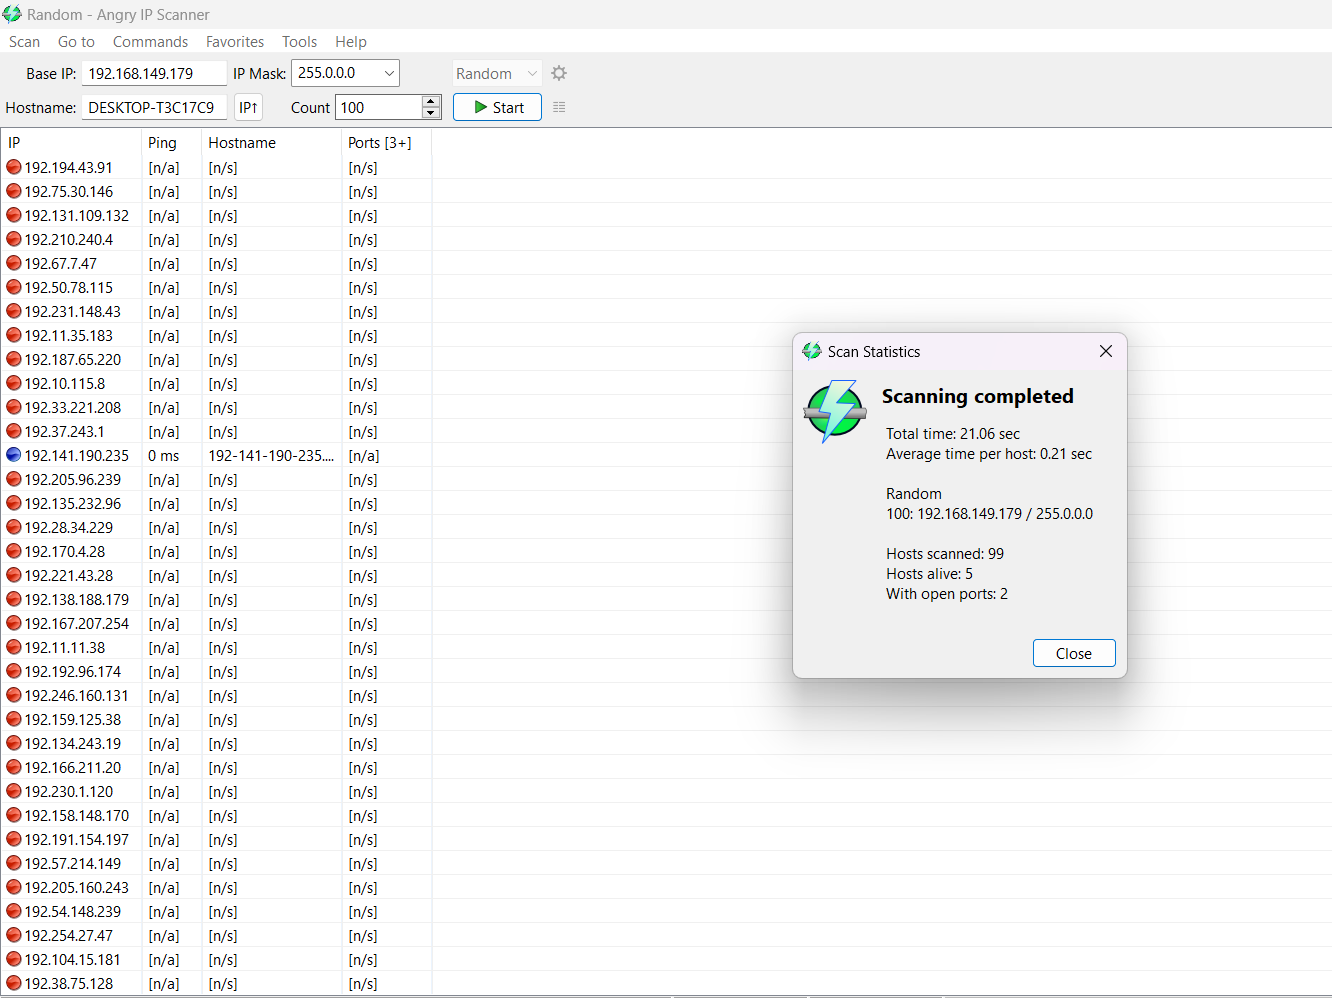 Random - Angry IP Scanner
Scan Go to Commands Favorites Tools Help
Base IP: 192.168.149.179 IP Mask: 255.0.0.0 Random
Hostname: DESKTOP-T3C17C9 IP↑ Count 100 Start
IP Ping Hostname Ports [3+]
192.194.43.91 [n/a] [n/s] [n/s]
192.75.30.146 [n/a] [n/s] [n/s]
192.131.109.132 [n/a] [n/s] [n/s]
192.210.240.4 [n/a] [n/s] [n/s]
192.67.7.47 [n/a] [n/s] [n/s]
192.50.78.115 [n/a] [n/s] [n/s]
192.231.148.43 [n/a] [n/s] [n/s]
192.11.35.183 [n/a] [n/s] [n/s]
192.187.65.220 [n/a] [n/s] [n/s]
192.10.115.8 [n/a] [n/s] [n/s]
192.33.221.208 [n/a] [n/s] [n/s]
192.37.243.1 [n/a] [n/s] [n/s]
192.141.190.235 0 ms 192-141-190-235.... [n/a]
192.205.96.239 [n/a] [n/s] [n/s]
192.135.232.96 [n/a] [n/s] [n/s]
192.28.34.229 [n/a] [n/s] [n/s]
192.170.4.28 [n/a] [n/s] [n/s]
192.221.43.28 [n/a] [n/s] [n/s]
192.138.188.179 [n/a] [n/s] [n/s]
192.167.207.254 [n/a] [n/s] [n/s]
192.11.11.38 [n/a] [n/s] [n/s]
192.192.96.174 [n/a] [n/s] [n/s]
192.246.160.131 [n/a] [n/s] [n/s]
192.159.125.38 [n/a] [n/s] [n/s]
192.134.243.19 [n/a] [n/s] [n/s]
192.166.211.20 [n/a] [n/s] [n/s]
192.230.1.120 [n/a] [n/s] [n/s]
192.158.148.170 [n/a] [n/s] [n/s]
192.191.154.197 [n/a] [n/s] [n/s]
192.57.214.149 [n/a] [n/s] [n/s]
192.205.160.243 [n/a] [n/s] [n/s]
192.54.148.239 [n/a] [n/s] [n/s]
192.254.27.47 [n/a] [n/s] [n/s]
192.104.15.181 [n/a] [n/s] [n/s]
192.38.75.128 [n/a] [n/s] [n/s]
Scan Statistics
Scanning completed
Total time: 21.06 sec
Average time per host: 0.21 sec
Random
100: 192.168.149.179 / 255.0.0.0
Hosts scanned: 99
Hosts alive: 5
With open ports: 2
Close